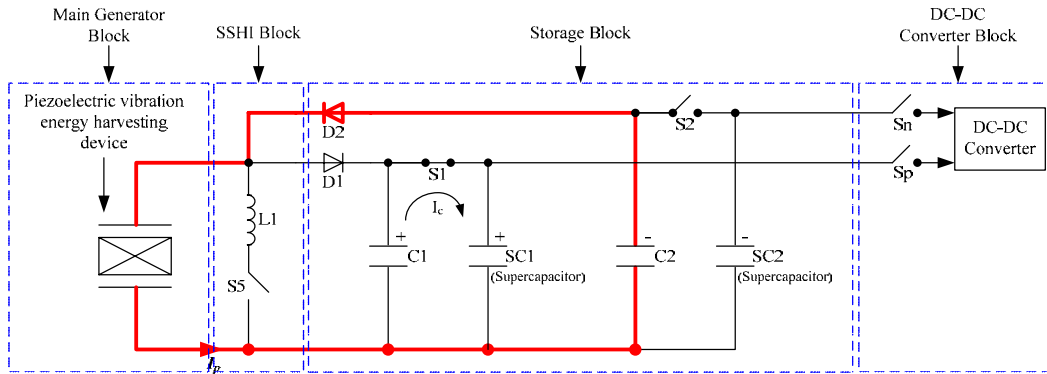 Main Generator
Block
SSHI Block
Storage Block
DC-DC
Converter Block
Piezoelectric vibration
energy harvesting
device
D2
S2
Sn
DC-DC
Converter
D1
S1
Sp
Ic
L1
S5
+
C1
+
SC1
(Supercapacitor)
-
C2
-
SC2
(Supercapacitor)
Ip